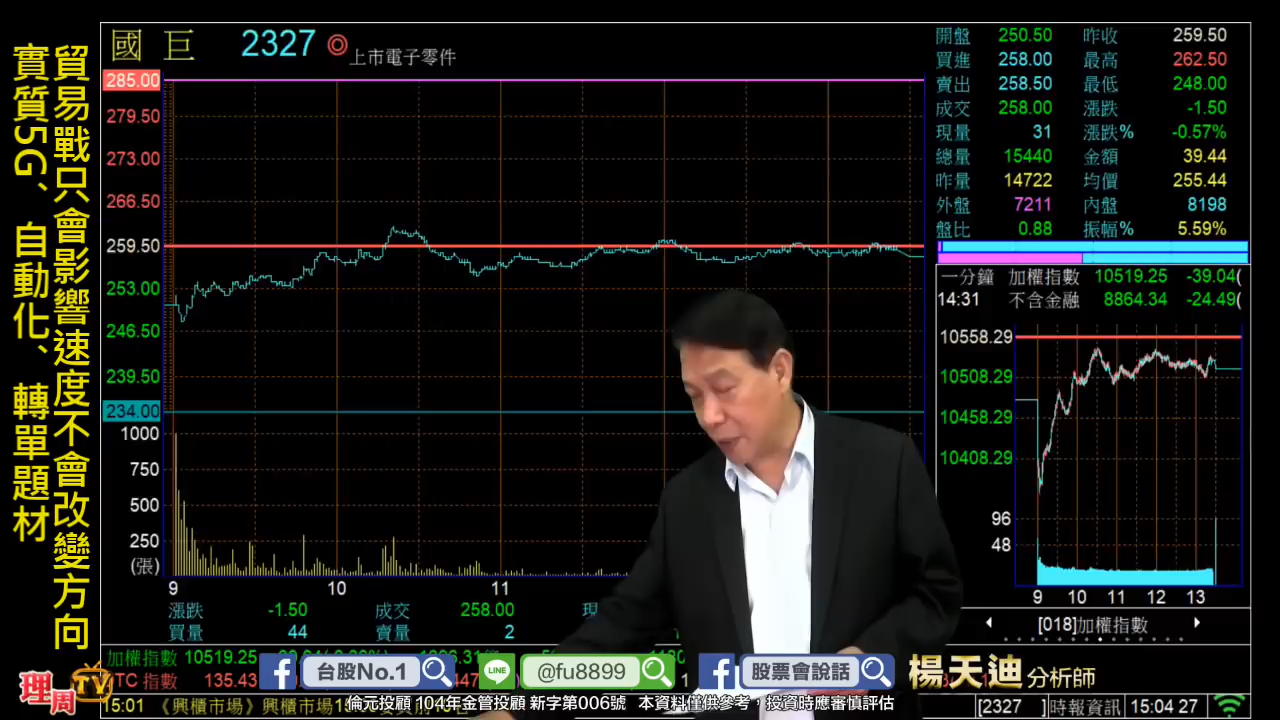 貿易戰只會影響速度不會改變方向
實質5G、自動化、轉單題材
國 巨 2327 ◎上市電子零件
285.00
279.50
273.00
266.50
259.50
253.00
246.50
239.50
234.00
1000
750
500
250
(張)
9 10 11
漲跌 -1.50 成交 258.00 現
買量 44 賣量 2
開盤 250.50 昨收 259.50
買進 258.00 最高 262.50
賣出 258.50 最低 248.00
成交 258.00 漲跌 -1.50
現量 31 漲跌% -0.57%
總量 15440 金額 39.44
昨量 14722 均價 255.44
外盤 7211 內盤 8198
盤比 0.88 振幅% 5.59%
一分鐘 加權指數 10519.25 -39.04(
14:31 不含金融 8864.34 -24.49(
10558.29
10508.29
10458.29
10408.29
96
48
9 10 11 12 13
[018]加權指數
加權指數 10519.25
TC 指數 135.43
台股No.1
LINE @fu8899
股票會說話
楊天迪 分析師
理周TV
倫元投顧 104年金管投顧 新字第006號 本資料僅供參考，投資時應審慎評估
15:01 《興櫃市場》興櫃市場15
[2327 ]時報資訊 15:04 27